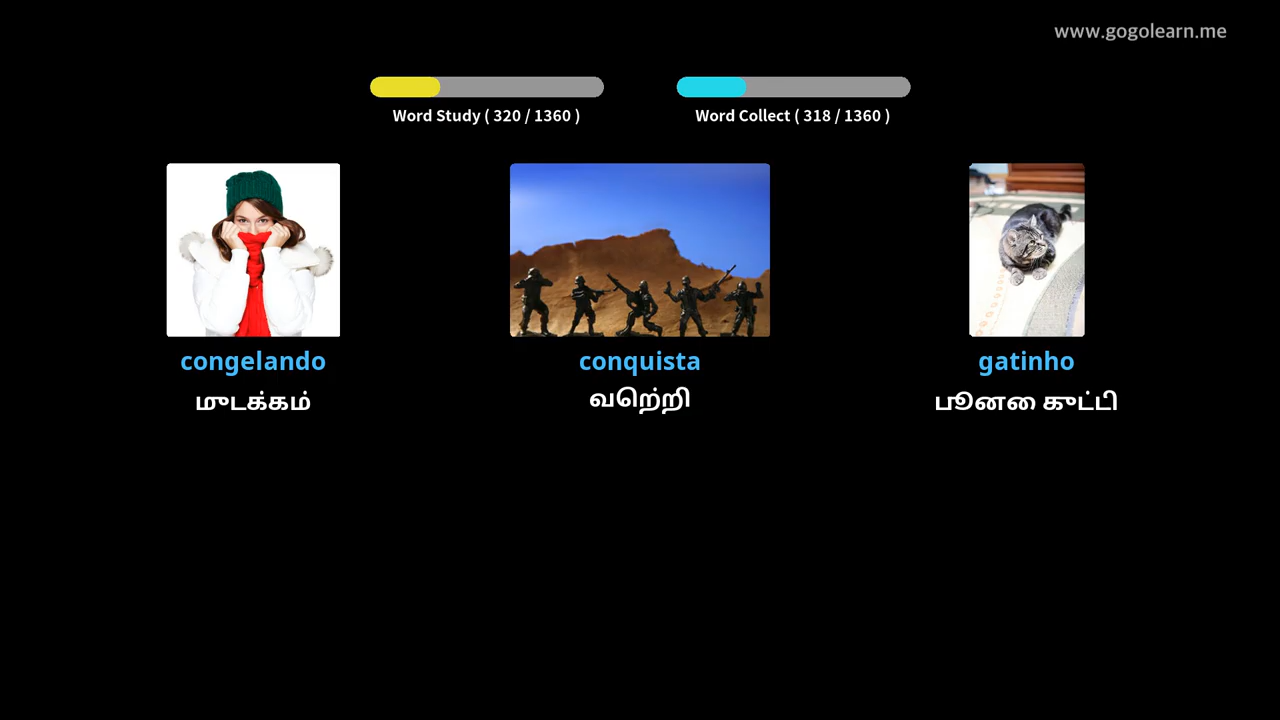 www.gogolearn.me
Word Study ( 320 / 1360 )
Word Collect ( 318 / 1360 )
congelando
conquista
gatinho
முடக்கம்
வெற்றி
பூனை குட்டி